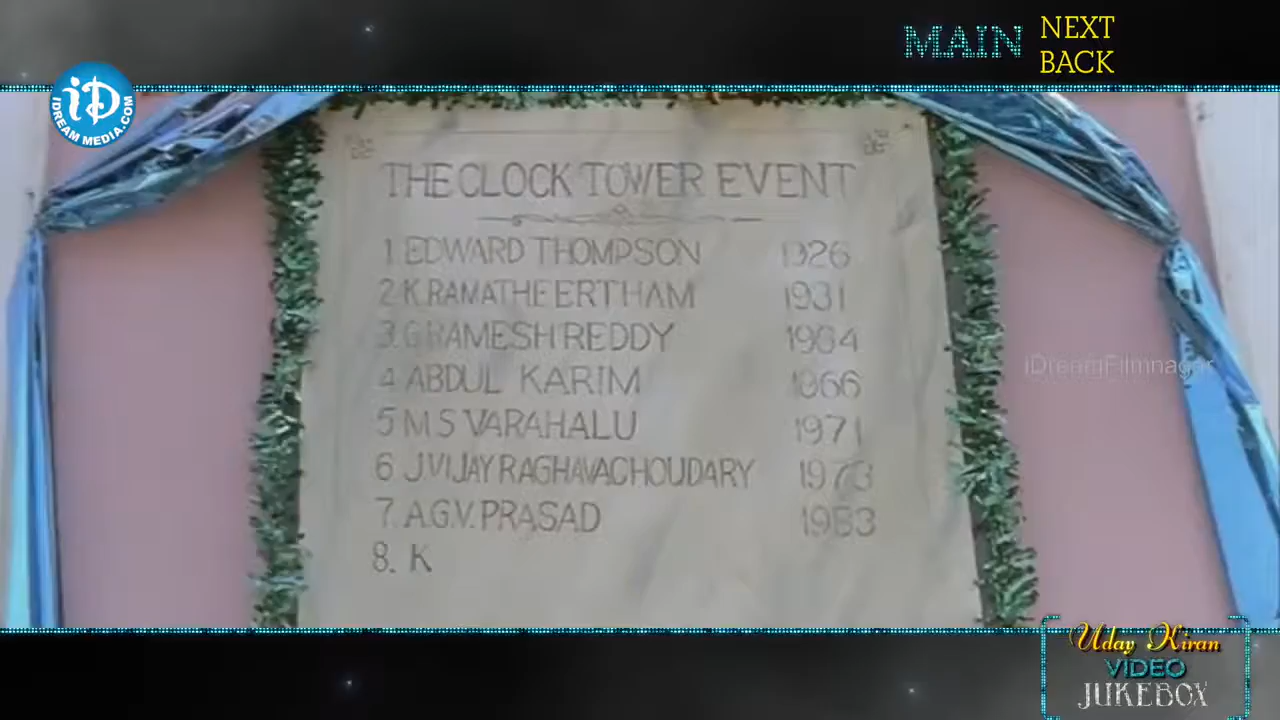 MAIN NEXT
BACK
iD
IDREAM MEDIA.COM
THE CLOCK TOWER EVENT
1 EDWARD THOMPSON 1926
2 K RAMATHEERTHAM 1931
3. G RAMESH REDDY 1934
4 ABDUL KARIM 1966
5 M S VARAHALU 1971
6 J.VIJAY RAGHAVACHOUDARY 1973
7. A.G.V. PRASAD 1983
8. K
iDreamFilmnagar
Uday Kiran
VIDEO
JUKEBOX